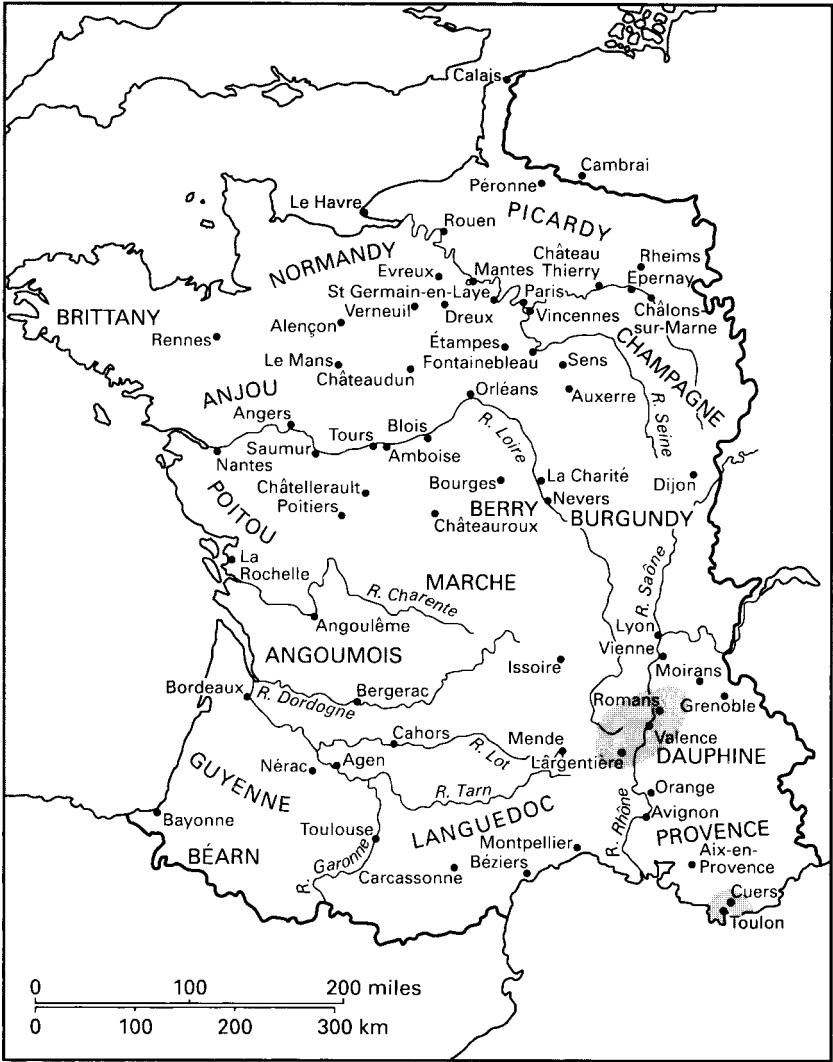 Calais
Cambrai
Péronne
Le Havre
PICARDY
Rouen
NORMANDY
Château
Thierry
Rheims
Evreux
Mantes
Epernay
St Germain-en-Laye
Paris
BRITTANY
Verneuil
Dreux
Vincennes
Châlons-
sur-Marne
Alençon
Rennes
Étampes
CHAMPAGNE
Le Mans
Fontainebleau
Sens
Châteaudun
ANJOU
Orléans
Auxerre
R. Seine
Angers
Blois
Tours
R. Loire
Saumur
Amboise
Nantes
La Charité
Dijon
Châtellerault
Bourges
POITOU
Nevers
Poitiers
BERRY
Châteauroux
BURGUNDY
La
Rochelle
R. Saône
MARCHE
R. Charente
Angoulême
Lyon
Vienne
ANGOUMOIS
Issoire
Moirans
Bordeaux
R. Dordogne
Bergerac
Romans
Grenoble
Cahors
Valence
R. Lot
Mende
DAUPHINE
Nérac
Agen
Lârgentière
GUYENNE
R. Tarn
Orange
Avignon
Bayonne
LANGUEDOC
R. Rhône
PROVENCE
Toulouse
Montpellier
Aix-en-
Provence
BÉARN
R. Garonne
Béziers
Carcassonne
Cuers
Toulon
0 100 200 miles
0 100 200 300 km